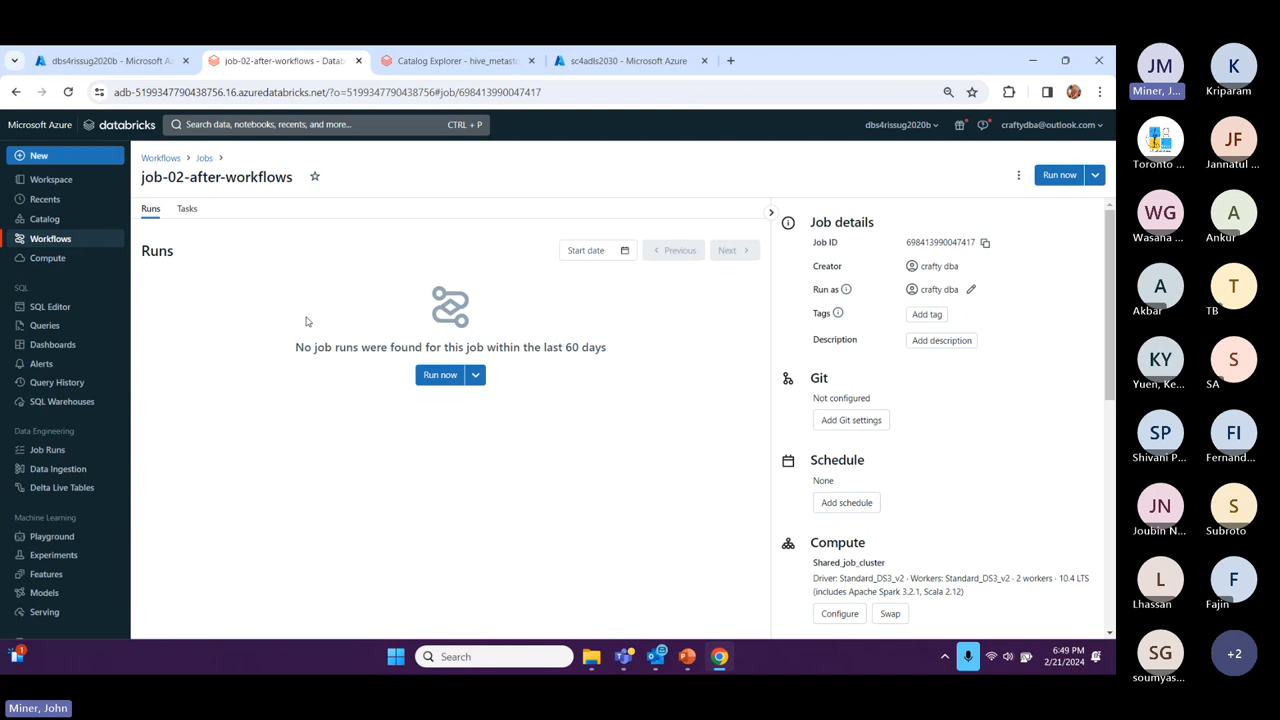 dbs4rissug2020b - Microsoft A
job-02-after-workflows - Datab
Catalog Explorer - hive_metast
sc4adls2030 - Microsoft Azure
adb-5199347790438756.16.azuredatabricks.net/?o=5199347790438756#job/698413990047417
Microsoft Azure
databricks
Search data, notebooks, recents, and more...
CTRL + P
dbs4rissug2020b
craftydba@outlook.com
New
Workspace
Recents
Catalog
Workflows
Compute
SQL
SQL Editor
Queries
Dashboards
Alerts
Query History
SQL Warehouses
Data Engineering
Job Runs
Data Ingestion
Delta Live Tables
Machine Learning
Playground
Experiments
Features
Models
Serving
Workflows > Jobs >
job-02-after-workflows
Run now
Runs
Tasks
Runs
Start date
Previous
Next
No job runs were found for this job within the last 60 days
Run now
Job details
Job ID 698413990047417
Creator crafty dba
Run as crafty dba
Tags Add tag
Description Add description
Git
Not configured
Add Git settings
Schedule
None
Add schedule
Compute
Shared_job_cluster
Driver: Standard_DS3_v2 · Workers: Standard_DS3_v2 · 2 workers · 10.4 LTS
(includes Apache Spark 3.2.1, Scala 2.12)
Configure
Swap
1
Search
6:49 PM
2/21/2024
JM
Miner, J...
K
Kriparam
Toronto ...
JF
Jannatul ...
WG
Wasana ...
A
Ankur
A
Akbar
T
TB
KY
Yuen, Ke...
S
SA
SP
Shivani P...
FI
Fernand...
JN
Joubin N...
S
Subroto
L
Lhassan
F
Fajin
SG
soumyas...
+2
Miner, John